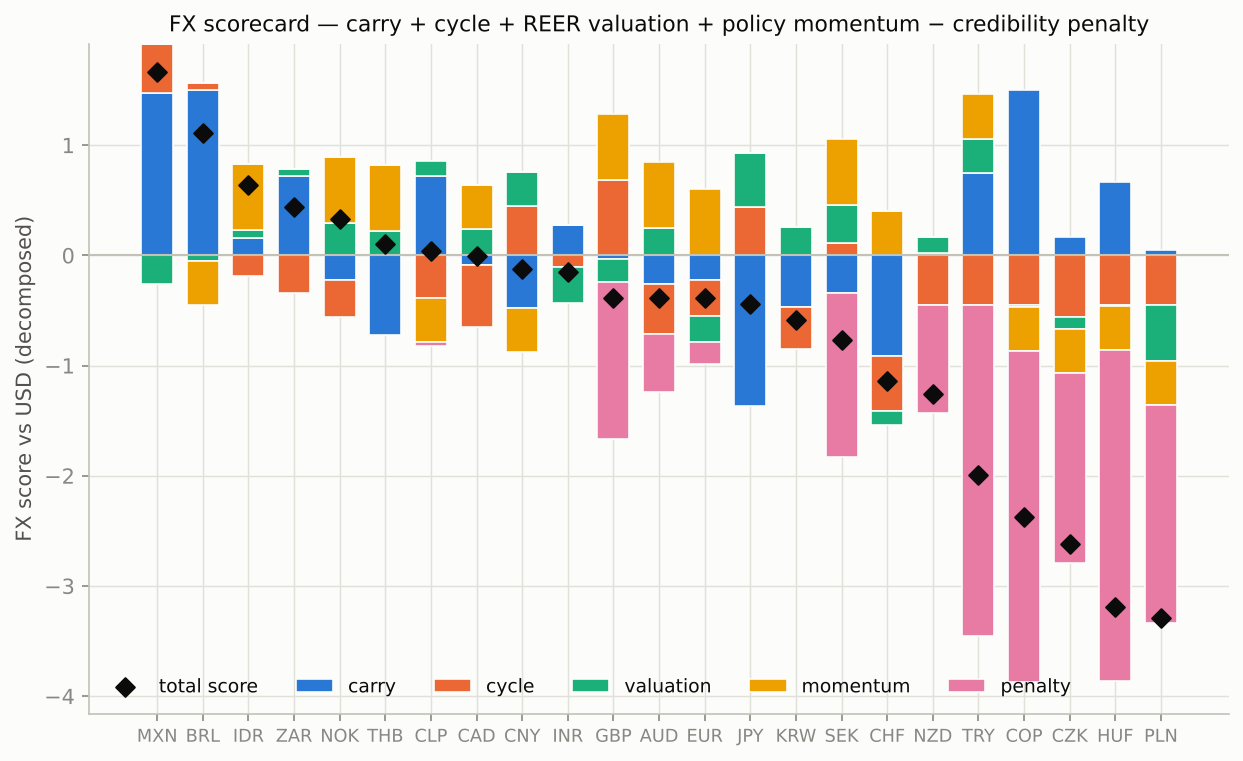 FX scorecard — carry + cycle + REER valuation + policy momentum − credibility penalty
FX score vs USD (decomposed)
1
0
−1
−2
−3
−4
total score carry cycle valuation momentum penalty
MXN BRL IDR ZAR NOK THB CLP CAD CNY INR GBP AUD EUR JPY KRW SEK CHF NZD TRY COP CZK HUF PLN